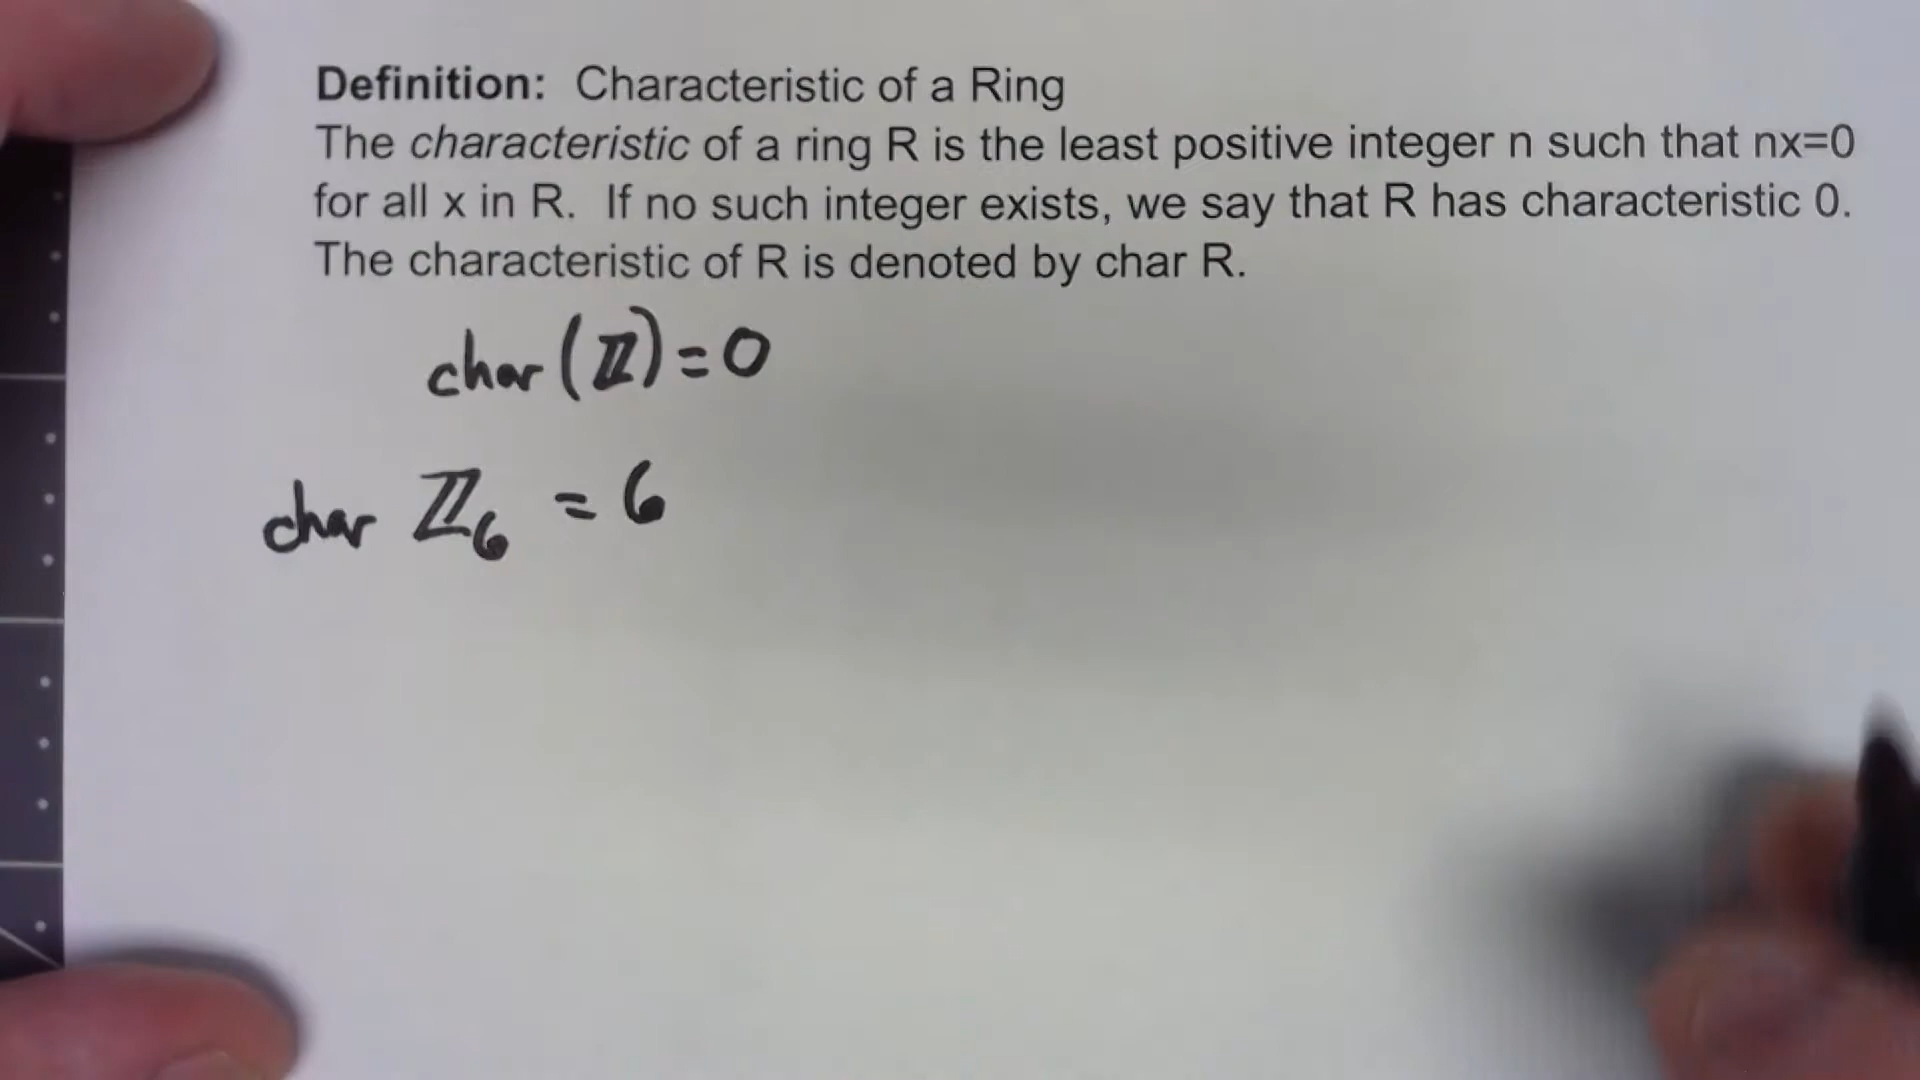 Definition: Characteristic of a Ring
The characteristic of a ring R is the least positive integer n such that nx=0
for all x in R. If no such integer exists, we say that R has characteristic 0.
The characteristic of R is denoted by char R.
char (ℤ) = 0
char ℤ₆ = 6